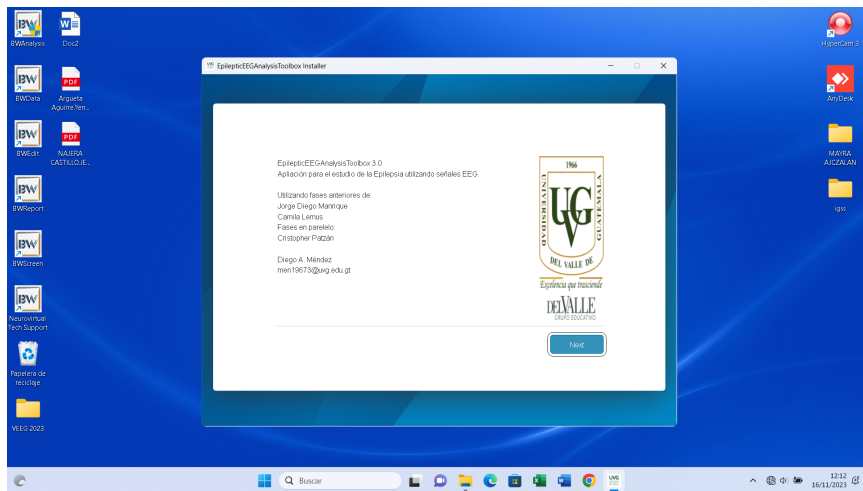 BWAnalysis
Doc2
BWData
Argueta
Aguirre.Yen...
BWEdit
NAJERA
CASTILLO.JE...
BWReport
BWScreen
Neurovirtual
Tech Support
Papelera de
reciclaje
VEEG 2023
EpilepticEEGAnalysisToolbox Installer
EpilepticEEGAnalysisToolbox 3.0
Apliación para el estudio de la Epilepsia utilizando señales EEG.
Utilizando fases anteriores de:
Jorge Diego Manrique
Camila Lemus
Fases en parelelo:
Cristopher Patzán
Diego A. Méndez
men19673@uvg.edu.gt
1966
UNIVERSIDAD
UVG
GUATEMALA
DEL VALLE DE
Excelencia que trasciende
DELVALLE
GRUPO EDUCATIVO
Next
HyperCam 3
AnyDesk
MAYRA
AJCZALAN
igss
Buscar
12:12
16/11/2023